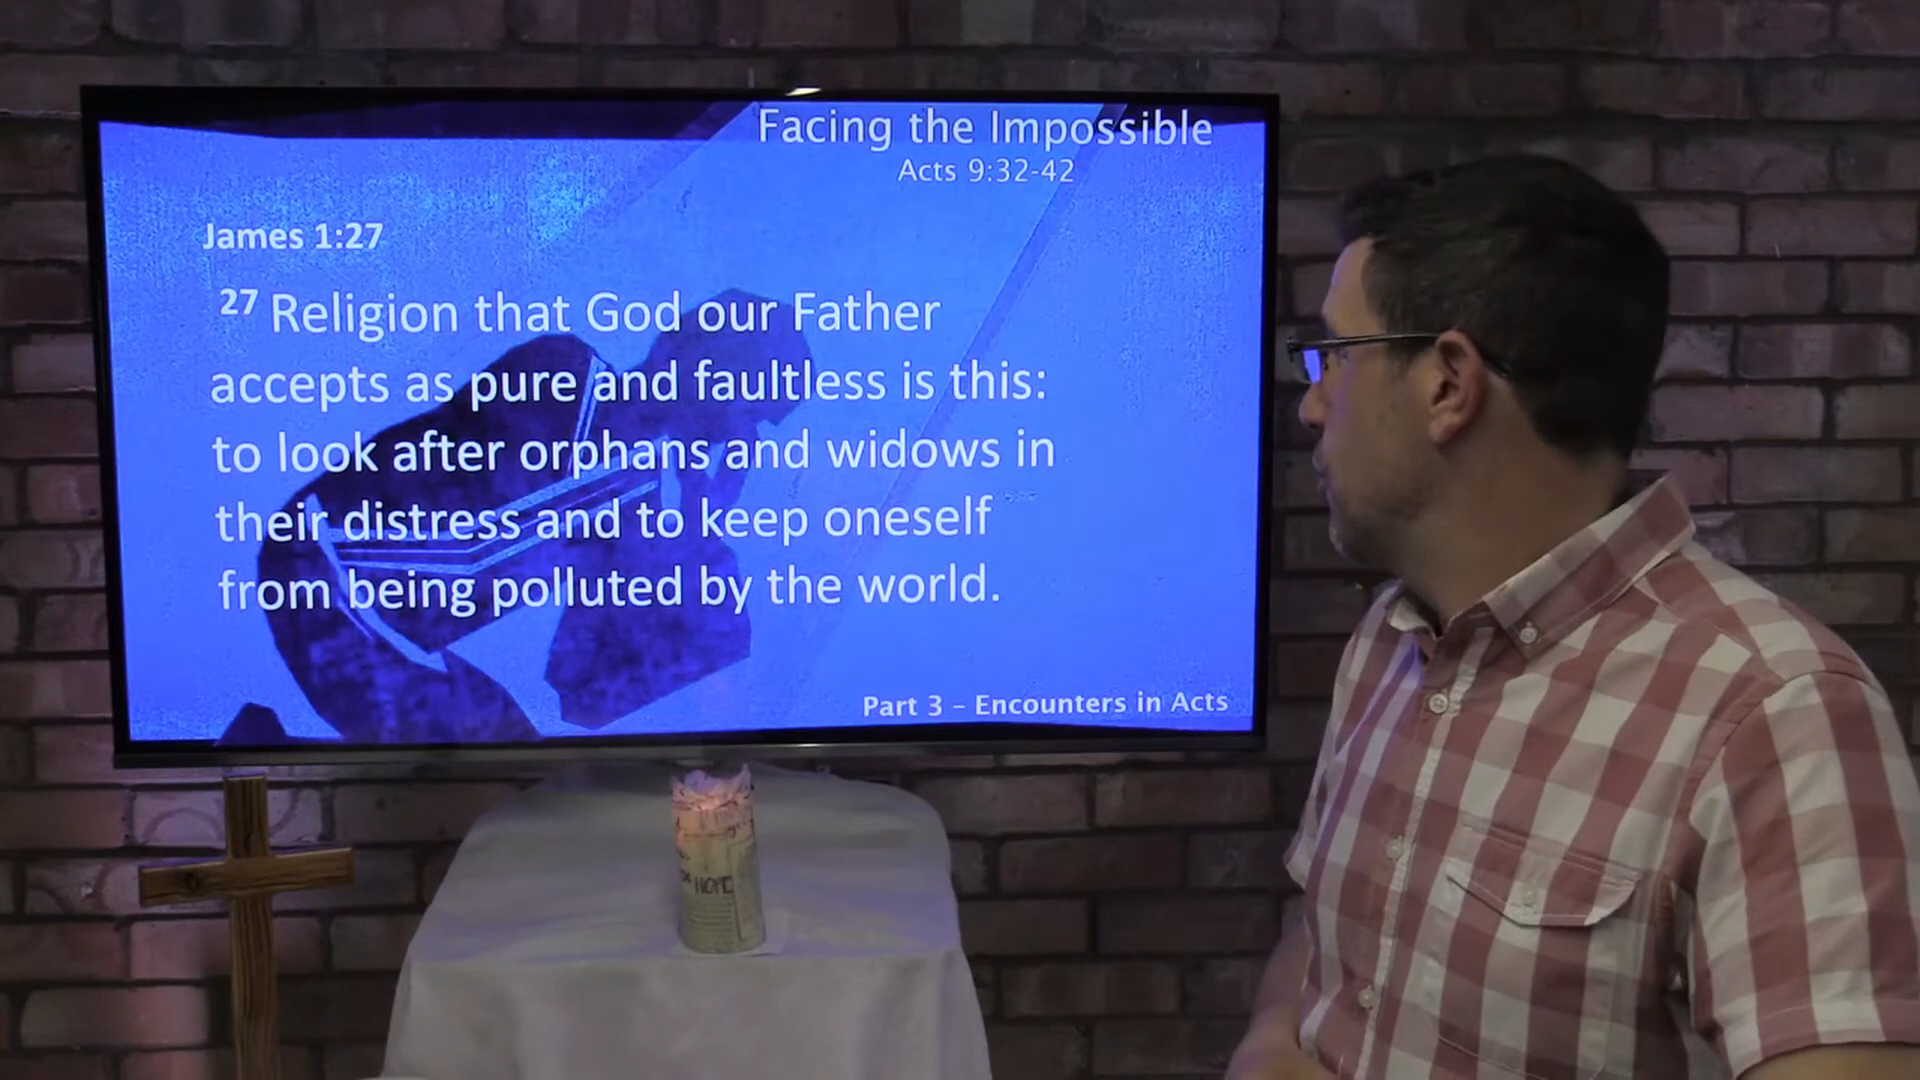 Facing the Impossible
Acts 9:32-42
James 1:27
27 Religion that God our Father
accepts as pure and faultless is this:
to look after orphans and widows in
their distress and to keep oneself
from being polluted by the world.
Part 3 – Encounters in Acts
HOME